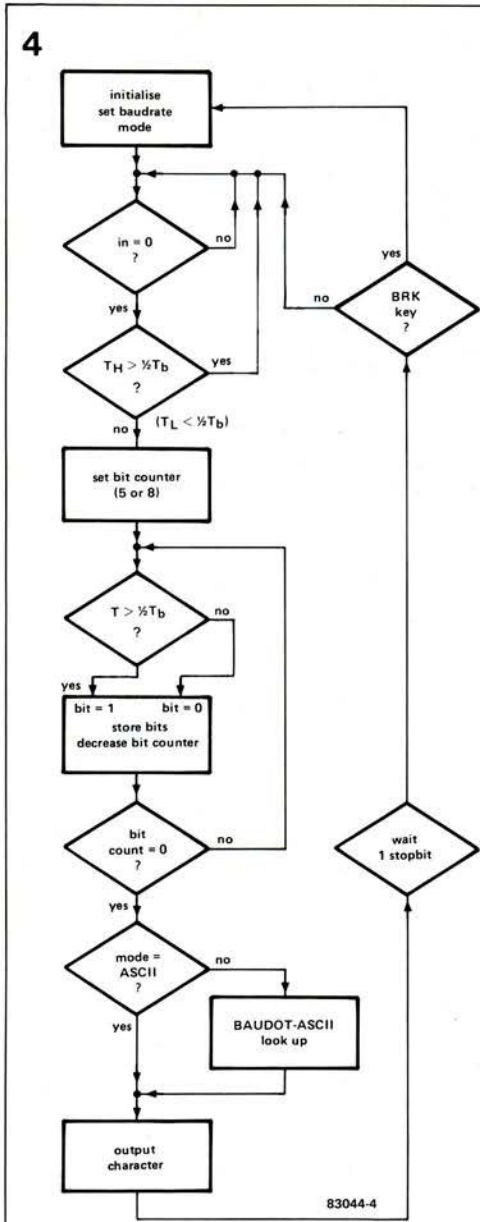 4
initialise
set baudrate
mode
in = 0
?
no
yes
TH > ½Tb
?
yes
no
(TL < ½Tb)
set bit counter
(5 or 8)
T > ½Tb
?
no
yes
bit = 1
bit = 0
store bits
decrease bit counter
bit
count = 0
?
no
yes
mode =
ASCII
?
no
yes
BAUDOT-ASCII
look up
output
character
wait
1 stopbit
BRK
key
?
no
yes
83044-4